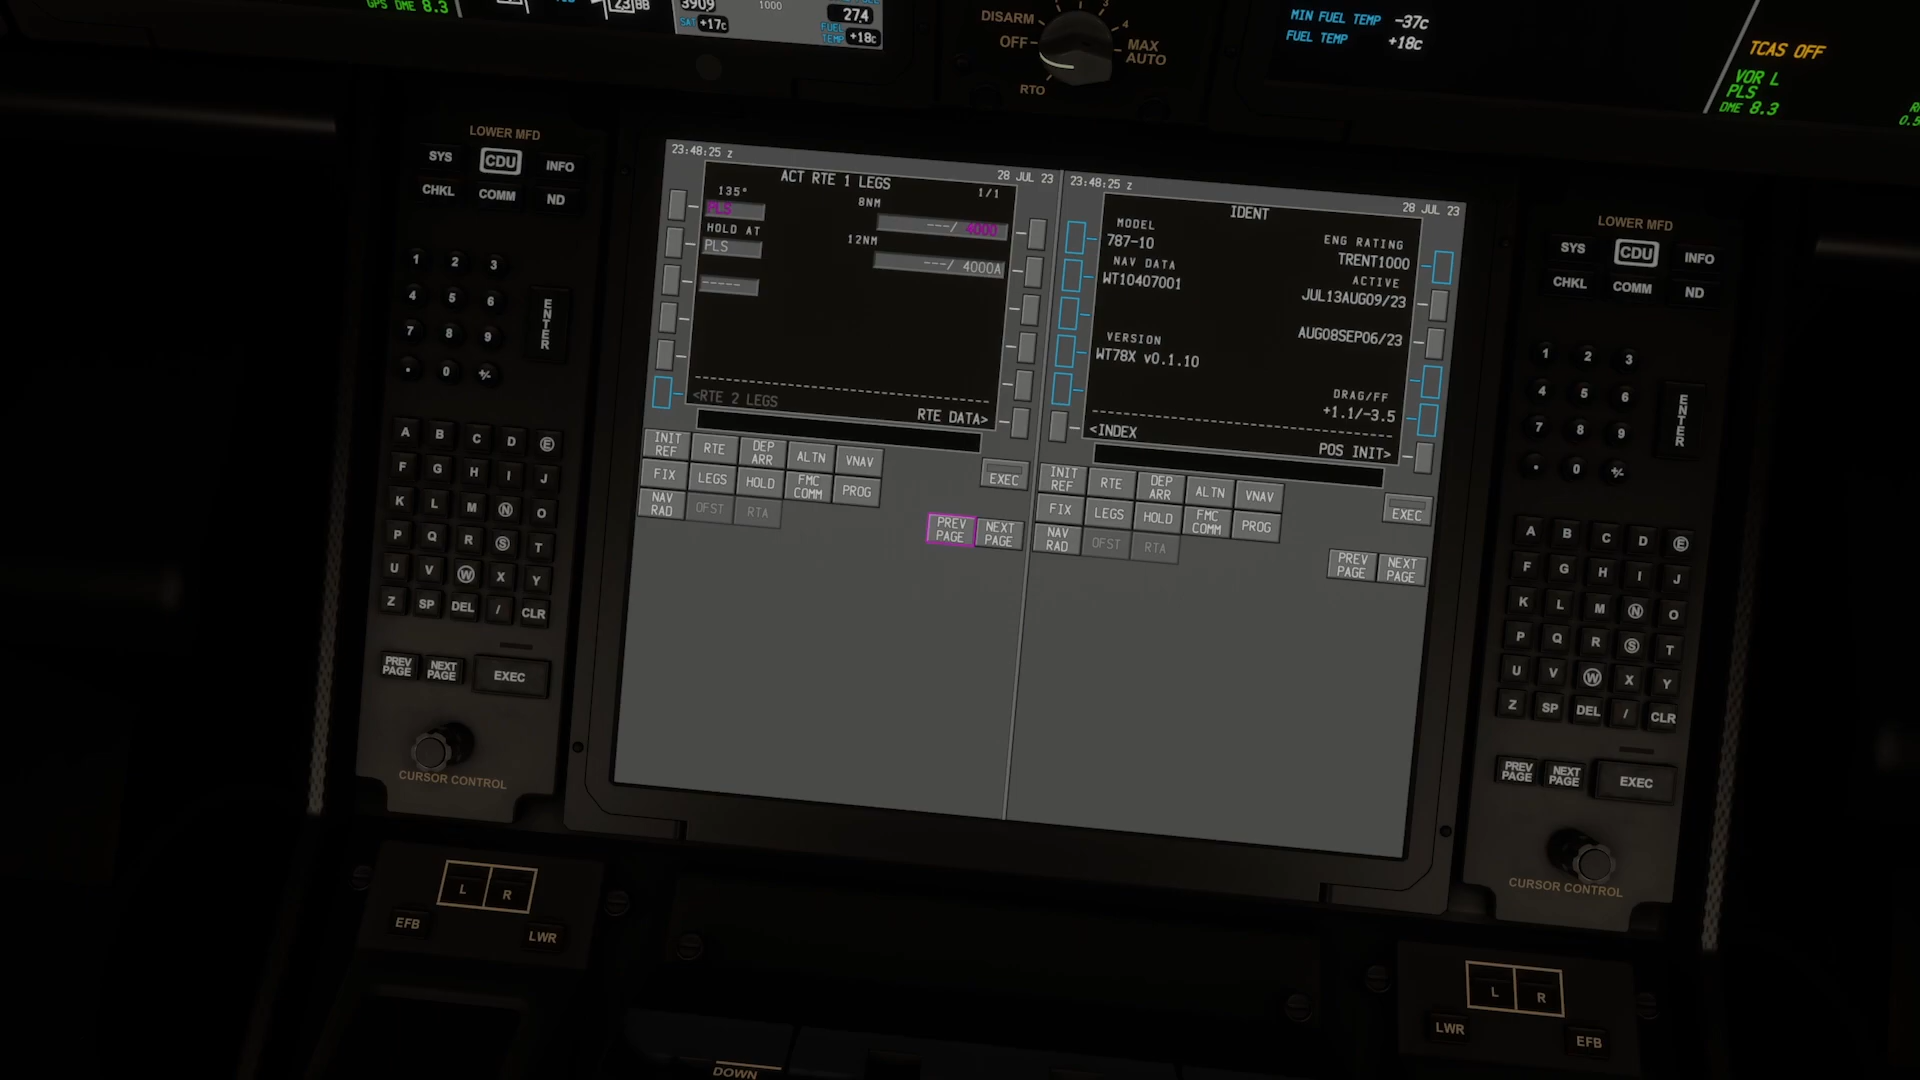 GPS DME 8.3
3909
SAT +17c
1000
27.4
FUEL TEMP +18c
DISARM
OFF
4
MAX
AUTO
RTO
MIN FUEL TEMP -37c
FUEL TEMP +18c
TCAS OFF
VOR L
PLS
DME 8.3
LOWER MFD
SYS CDU INFO
CHKL COMM ND
1 2 3
4 5 6
7 8 9
. 0 +/-
ENTER
A B C D E
F G H I J
K L M N O
P Q R S T
U V W X Y
Z SP DEL / CLR
PREV PAGE
NEXT PAGE
EXEC
CURSOR CONTROL
L R
EFB
LWR
23:48:25 z
28 JUL 23
ACT RTE 1 LEGS
1/1
135°
8NM
PLS
---/ 4000
HOLD AT
12NM
PLS
---/ 4000A
-----
<RTE 2 LEGS
RTE DATA>
INIT REF
RTE
DEP ARR
ALTN
VNAV
FIX
LEGS
HOLD
FMC COMM
PROG
EXEC
NAV RAD
OFST
RTA
PREV PAGE
NEXT PAGE
23:48:25 z
28 JUL 23
IDENT
MODEL
787-10
ENG RATING
TRENT1000
NAV DATA
WT10407001
ACTIVE
JUL13AUG09/23
AUG08SEP06/23
VERSION
WT78X v0.1.10
DRAG/FF
+1.1/-3.5
<INDEX
POS INIT>
INIT REF
RTE
DEP ARR
ALTN
VNAV
FIX
LEGS
HOLD
FMC COMM
PROG
EXEC
NAV RAD
OFST
RTA
PREV PAGE
NEXT PAGE
LOWER MFD
SYS CDU INFO
CHKL COMM ND
1 2 3
4 5 6
7 8 9
. 0 +/-
ENTER
A B C D E
F G H I J
K L M N O
P Q R S T
U V W X Y
Z SP DEL / CLR
PREV PAGE
NEXT PAGE
EXEC
CURSOR CONTROL
L R
LWR
EFB
DOWN